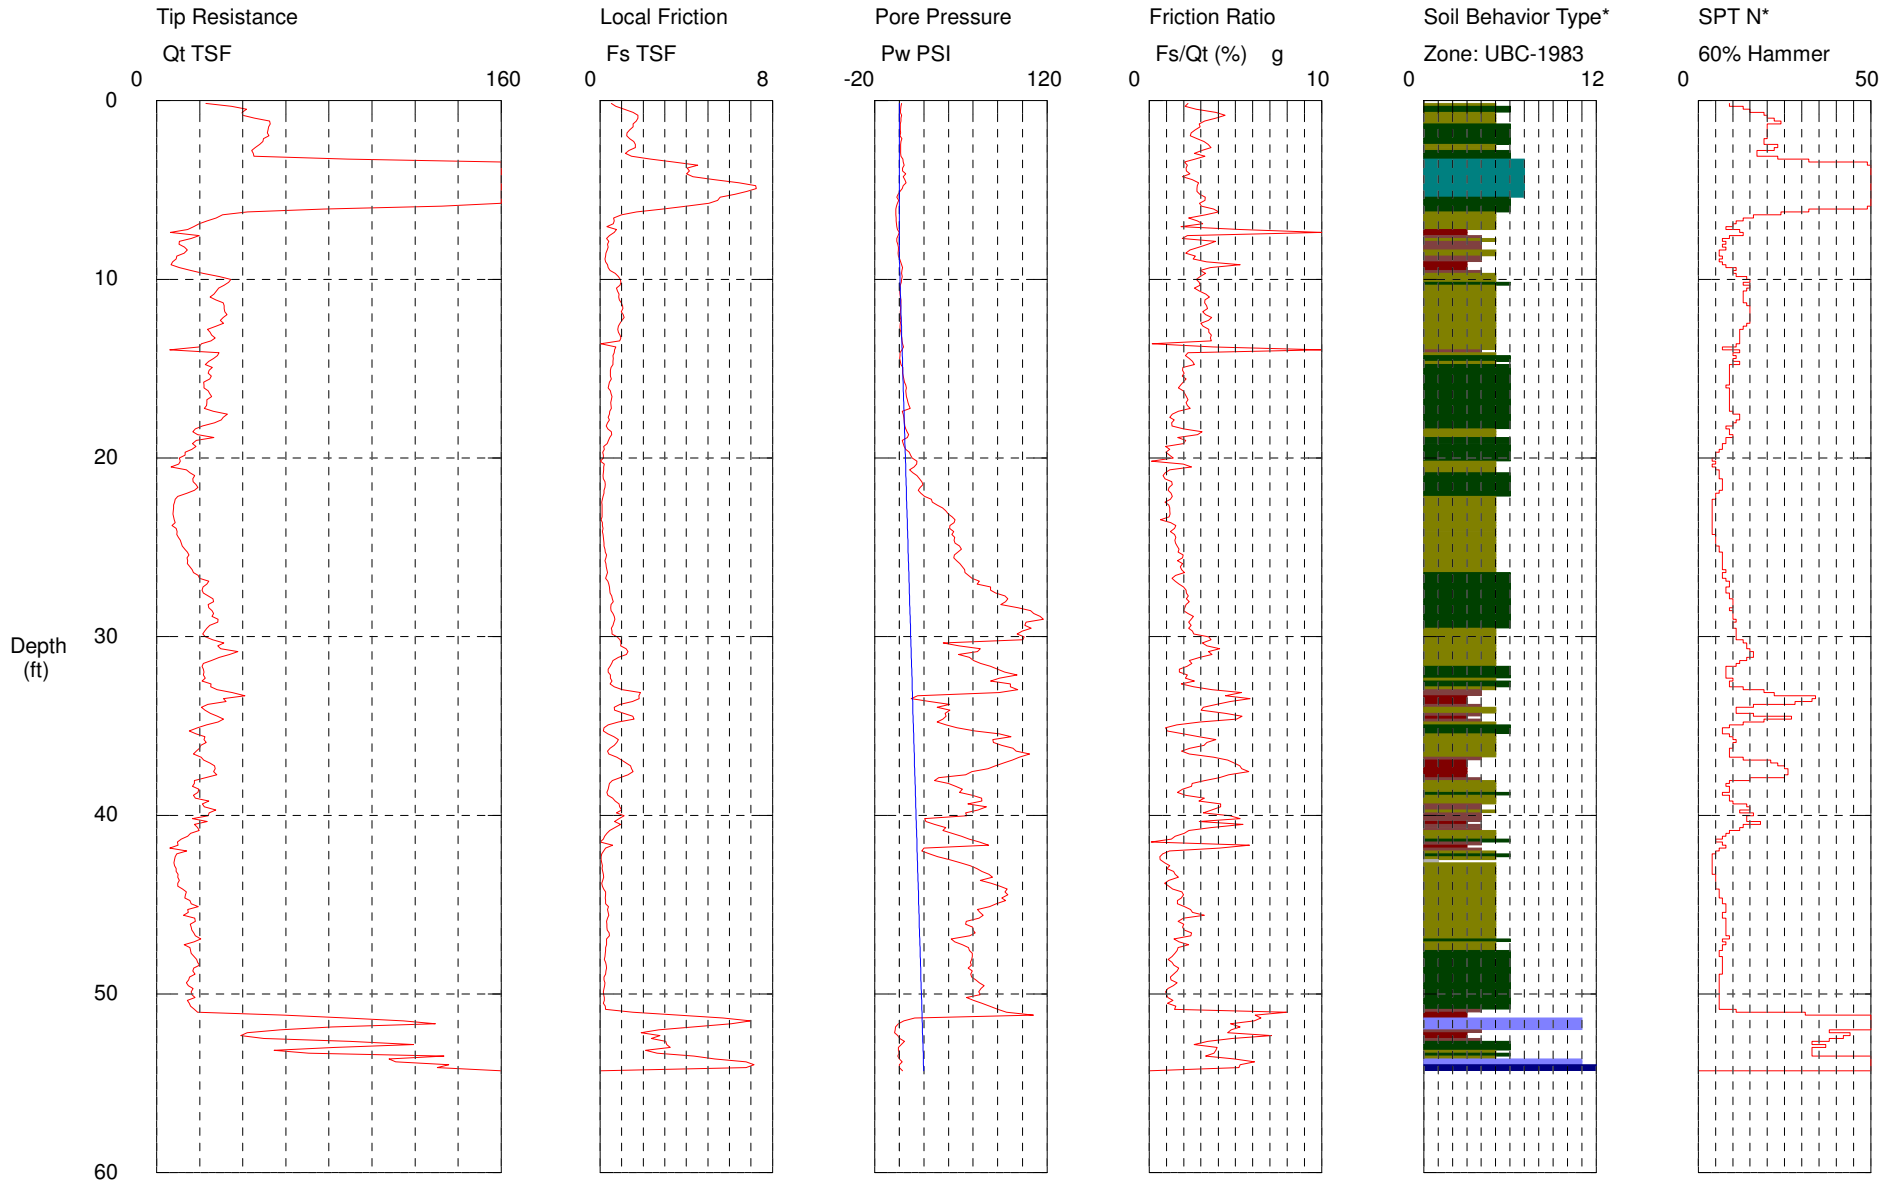 Tip Resistance Local Friction Pore Pressure Friction Ratio Soil Behavior Type* SPT N*
Qt TSF Fs TSF Pw PSI Fs/Qt (%) g Zone: UBC-1983 60% Hammer
0 160 0 8 -20 120 0 10 0 12 0 50
0
10
20
30
Depth
(ft)
40
50
60